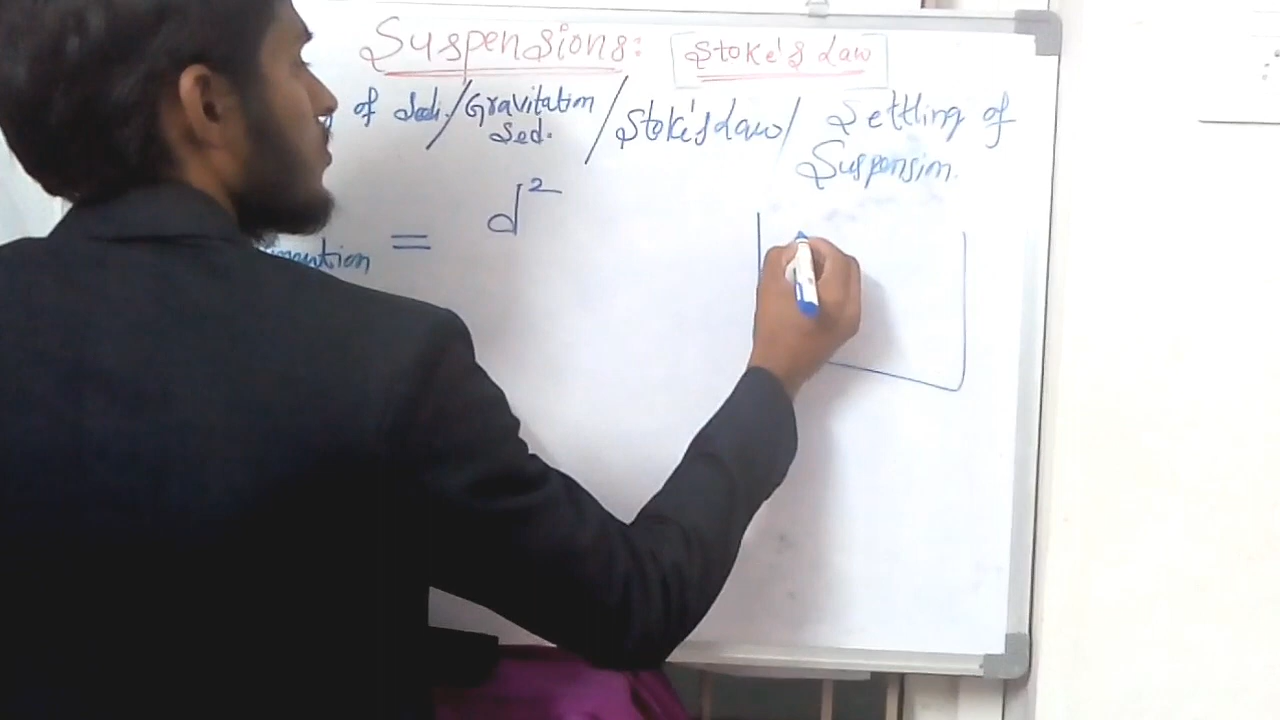 Suspensions: Stoke's Law
of Sedi. / Gravitation Sed. / Stoke's Law / Settling of Suspension.
= d²